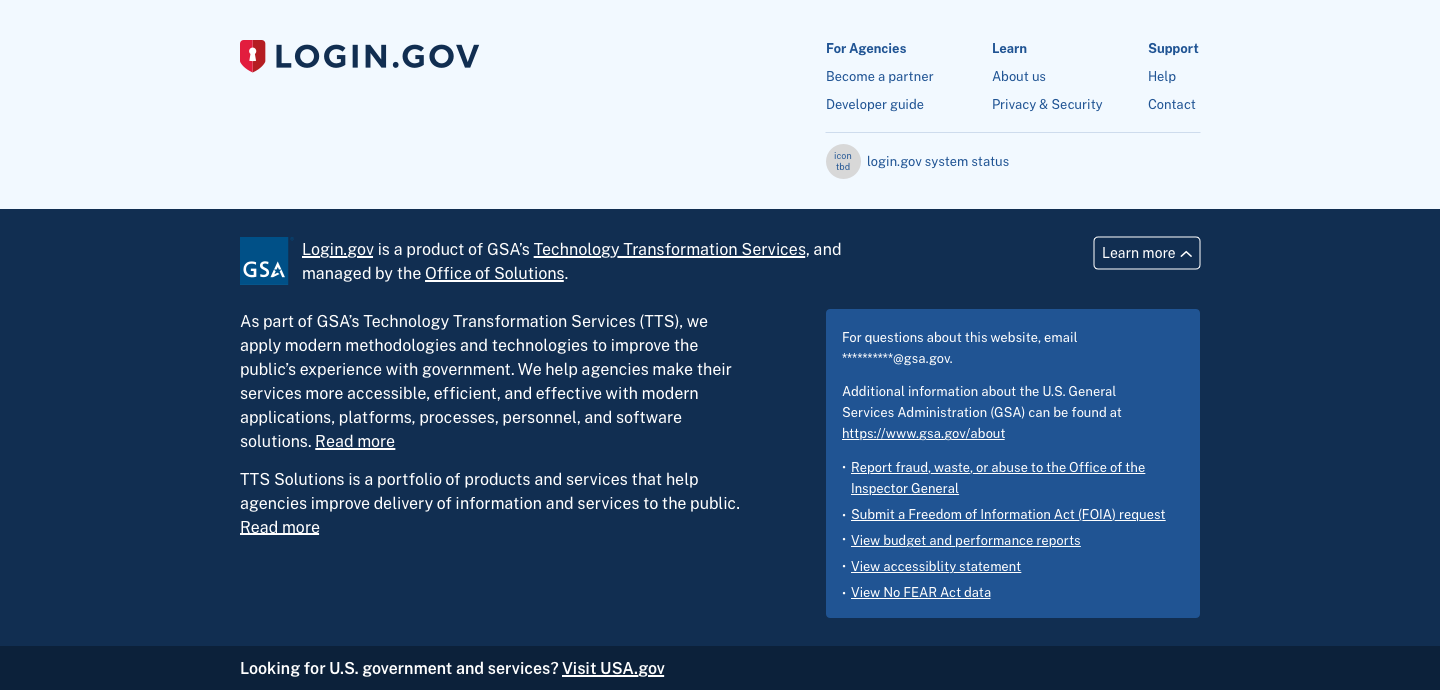 LOGIN.GOV
For Agencies
Become a partner
Developer guide
Learn
About us
Privacy & Security
Support
Help
Contact
icon
tbd
login.gov system status
GSA
Login.gov is a product of GSA’s Technology Transformation Services, and
managed by the Office of Solutions.
Learn more
As part of GSA’s Technology Transformation Services (TTS), we
apply modern methodologies and technologies to improve the
public’s experience with government. We help agencies make their
services more accessible, efficient, and effective with modern
applications, platforms, processes, personnel, and software
solutions. Read more
TTS Solutions is a portfolio of products and services that help
agencies improve delivery of information and services to the public.
Read more
For questions about this website, email
**********@gsa.gov.
Additional information about the U.S. General
Services Administration (GSA) can be found at
https://www.gsa.gov/about
• Report fraud, waste, or abuse to the Office of the
Inspector General
• Submit a Freedom of Information Act (FOIA) request
• View budget and performance reports
• View accessiblity statement
• View No FEAR Act data
Looking for U.S. government and services? Visit USA.gov